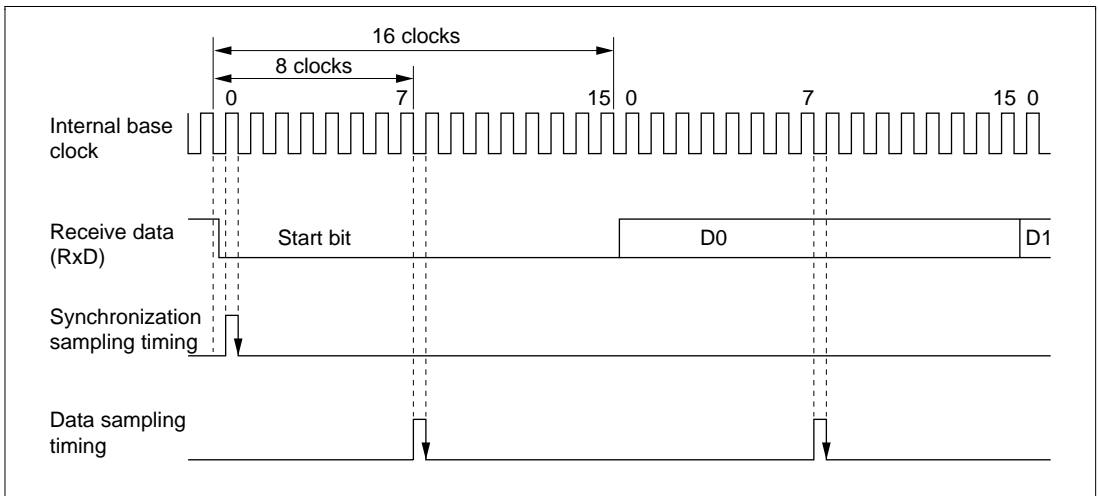 16 clocks
8 clocks
0 7 15 0 7 15 0
Internal base
clock
Receive data
(RxD)
Start bit D0 D1
Synchronization
sampling timing
Data sampling
timing